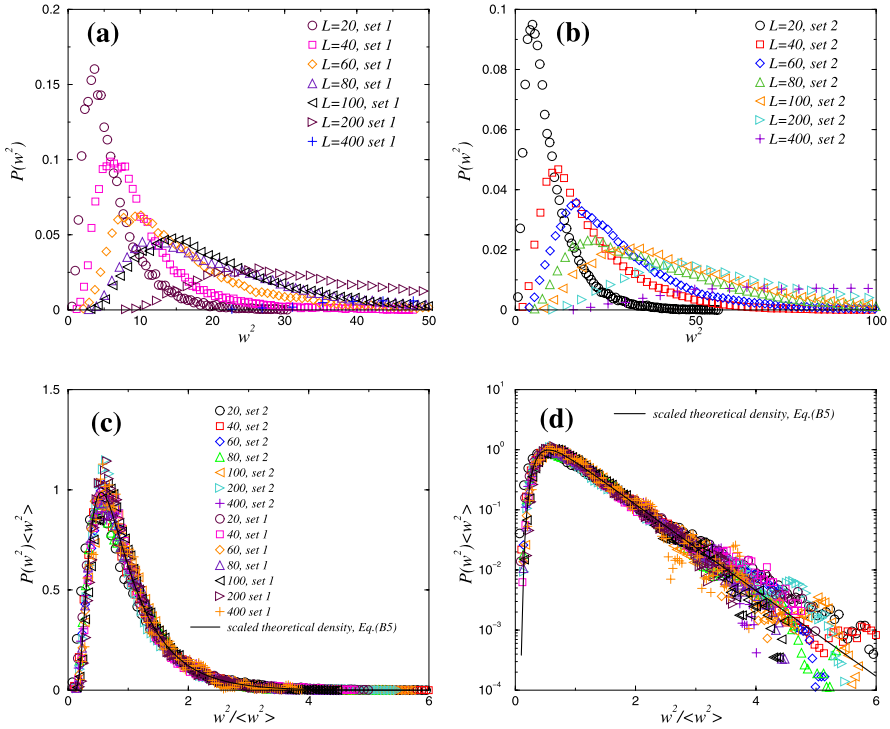 (a)
P(w²)
0.2
0.15
0.1
0.05
0
0 10 20 30 40 50
w²
L=20, set 1
L=40, set 1
L=60, set 1
L=80, set 1
L=100, set 1
L=200 set 1
L=400 set 1
(b)
P(w²)
0.1
0.08
0.06
0.04
0.02
0
0 50 100
w²
L=20, set 2
L=40, set 2
L=60, set 2
L=80, set 2
L=100, set 2
L=200, set 2
L=400, set 2
(c)
P(w²)<w²>
1.5
1
0.5
0
0 2 4 6
w²/<w²>
20, set 2
40, set 2
60, set 2
80, set 2
100, set 2
200, set 2
400, set 2
20, set 1
40, set 1
60, set 1
80, set 1
100, set 1
200 set 1
400 set 1
scaled theoretical density, Eq.(B5)
(d)
P(w²)<w²>
10¹
10⁰
10⁻¹
10⁻²
10⁻³
10⁻⁴
0 2 4 6
w²/<w²>
scaled theoretical density, Eq.(B5)